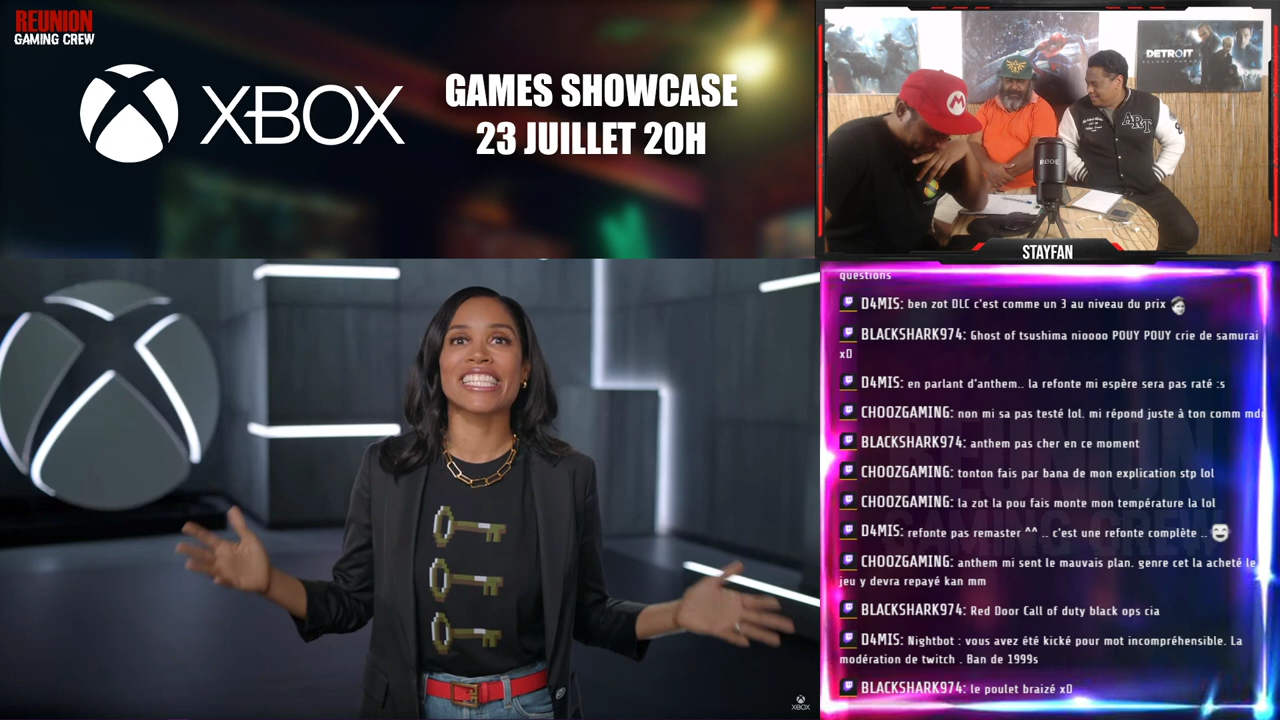 REUNION
GAMING CREW
XBOX
GAMES SHOWCASE
23 JUILLET 20H
DETROIT
ART
RØDE
STAYFAN
questions
D4MIS: ben zot DLC c'est comme un 3 au niveau du prix
BLACKSHARK974: Ghost of tsushima nioooo POUY POUY crie de samurai
xD
D4MIS: en parlant d'anthem.. la refonte mi espère sera pas raté :s
CHOOZGAMING: non mi sa pas testé lol. mi répond juste à ton comm mdr
BLACKSHARK974: anthem pas cher en ce moment
CHOOZGAMING: tonton fais par bana de mon explication stp lol
CHOOZGAMING: la zot la pou fais monte mon température la lol
D4MIS: refonte pas remaster ^^ .. c'est une refonte complète ..
CHOOZGAMING: anthem mi sent le mauvais plan. genre cet la acheté le
jeu y devra repayé kan mm
BLACKSHARK974: Red Door Call of duty black ops cia
D4MIS: Nightbot : vous avez été kické pour mot incompréhensible. La
modération de twitch . Ban de 1999s
BLACKSHARK974: le poulet braizé xD
XBOX